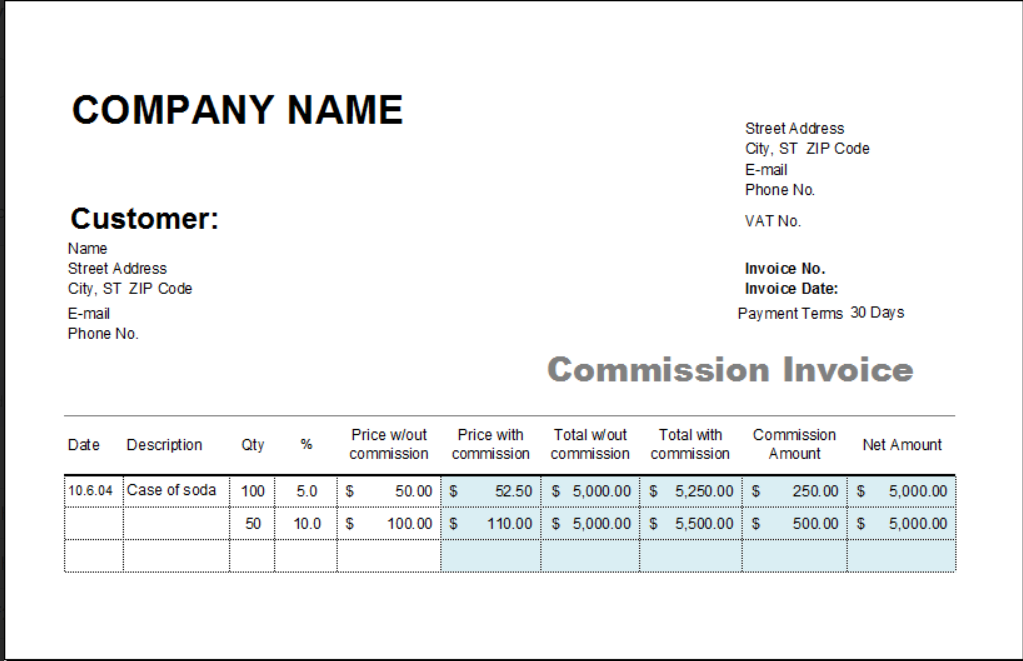 COMPANY NAME
Street Address
City, ST  ZIP Code
E-mail
Phone No.
VAT No.
Customer:
Name
Street Address
City, ST  ZIP Code
E-mail
Phone No.
Invoice No.
Invoice Date:
Payment Terms 30 Days
Commission Invoice
Date Description Qty % Price w/out commission Price with commission Total w/out commission Total with commission Commission Amount Net Amount
10.6.04 Case of soda 100 5.0 $ 50.00 $ 52.50 $ 5,000.00 $ 5,250.00 $ 250.00 $ 5,000.00
50 10.0 $ 100.00 $ 110.00 $ 5,000.00 $ 5,500.00 $ 500.00 $ 5,000.00